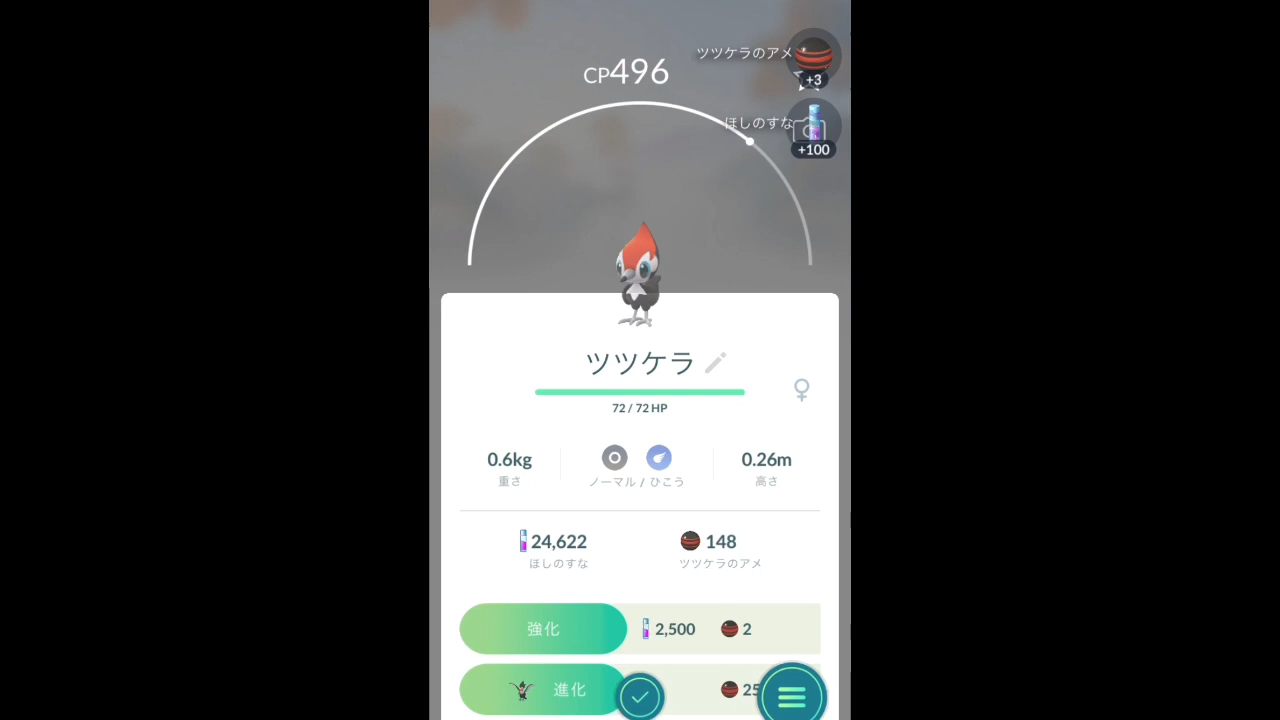 ツツケラのアメ
+3
CP496
ほしのすな
+100
ツツケラ
72 / 72 HP
0.6kg
重さ
ノーマル / ひこう
0.26m
高さ
24,622
ほしのすな
148
ツツケラのアメ
強化
2,500
2
進化
25